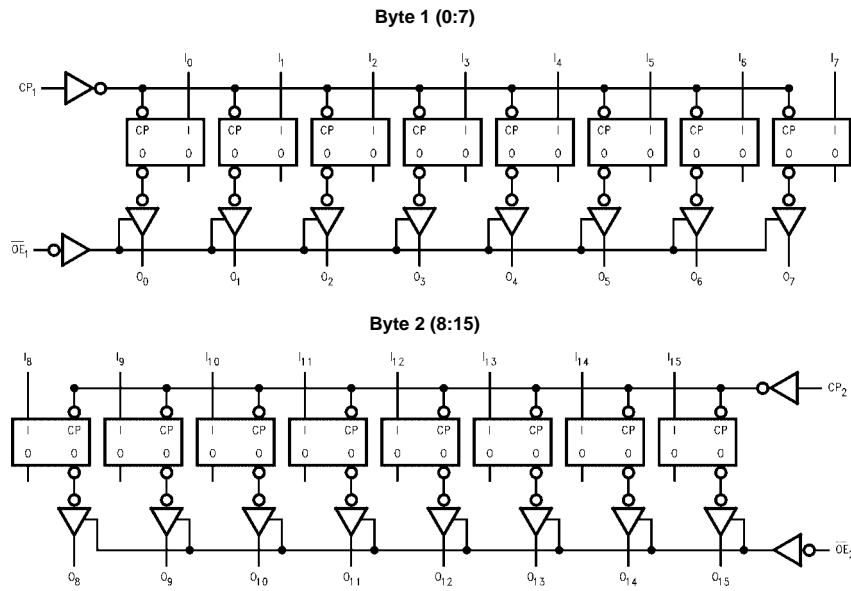 Byte 1 (0:7)
I₀ I₁ I₂ I₃ I₄ I₅ I₆ I₇
CP₁
CP I CP I CP I CP I CP I CP I CP I CP I
O O O O O O O O O O O O O O O O
O̅E̅₁
O₀ O₁ O₂ O₃ O₄ O₅ O₆ O₇
Byte 2 (8:15)
I₈ I₉ I₁₀ I₁₁ I₁₂ I₁₃ I₁₄ I₁₅
CP₂
I CP I CP I CP I CP I CP I CP I CP I CP
O O O O O O O O O O O O O O O O
O̅E̅₂
O₈ O₉ O₁₀ O₁₁ O₁₂ O₁₃ O₁₄ O₁₅